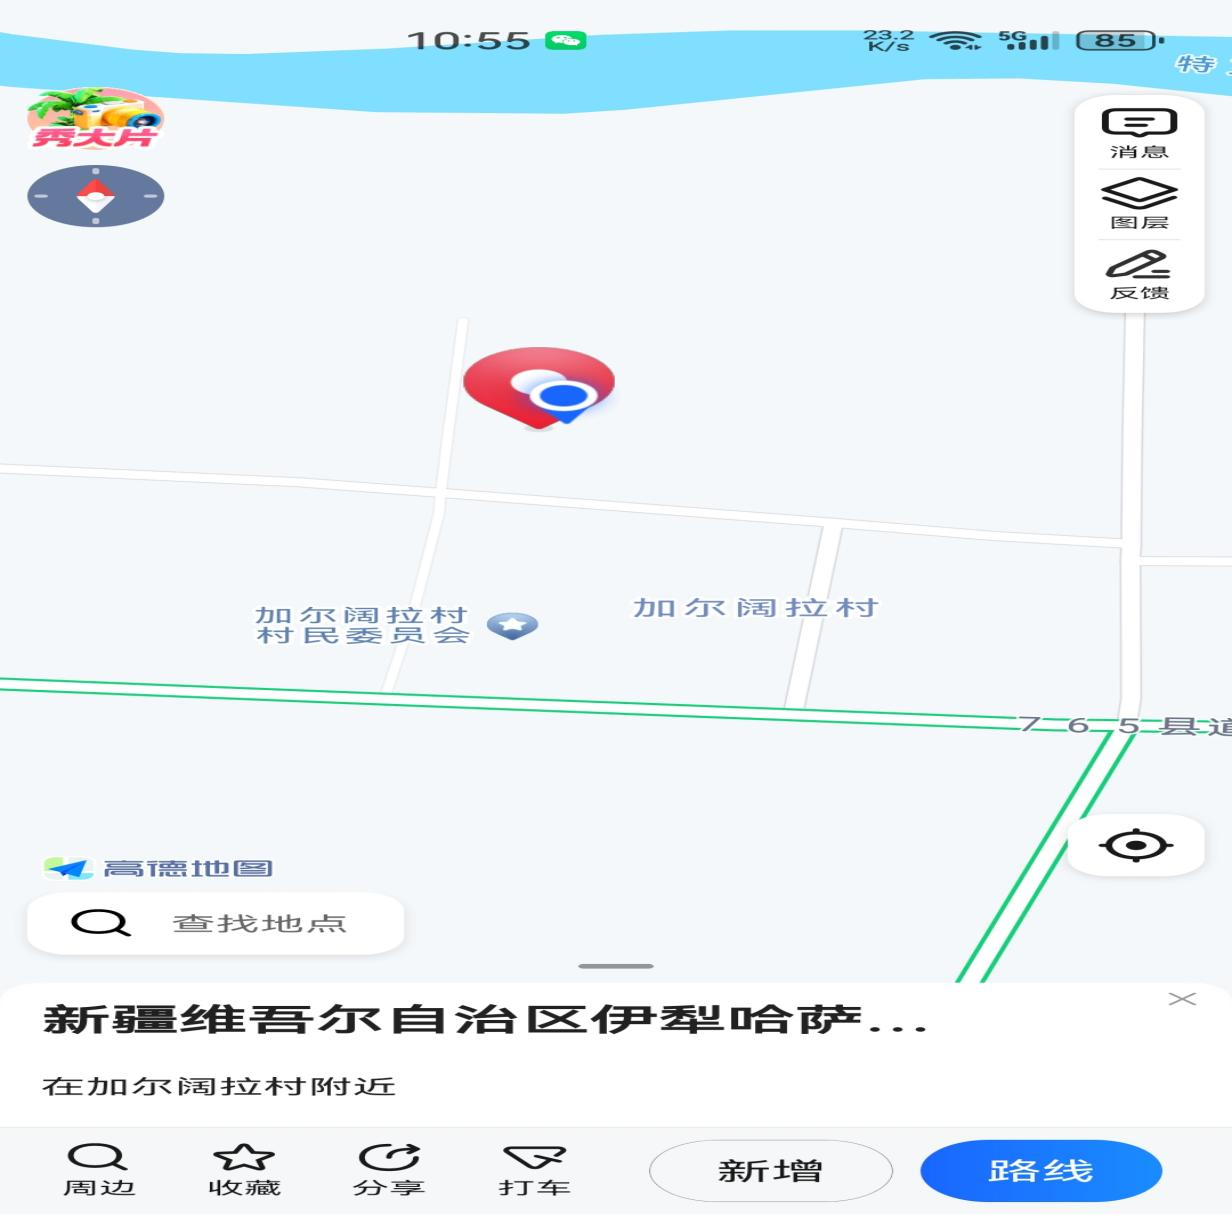 10:55
23.2
K/s
5G
85
特
秀大片
消息
图层
反馈
加尔阔拉村
村民委员会
加尔阔拉村
765县道
高德地图
查找地点
新疆维吾尔自治区伊犁哈萨...
在加尔阔拉村附近
周边
收藏
分享
打车
新增
路线